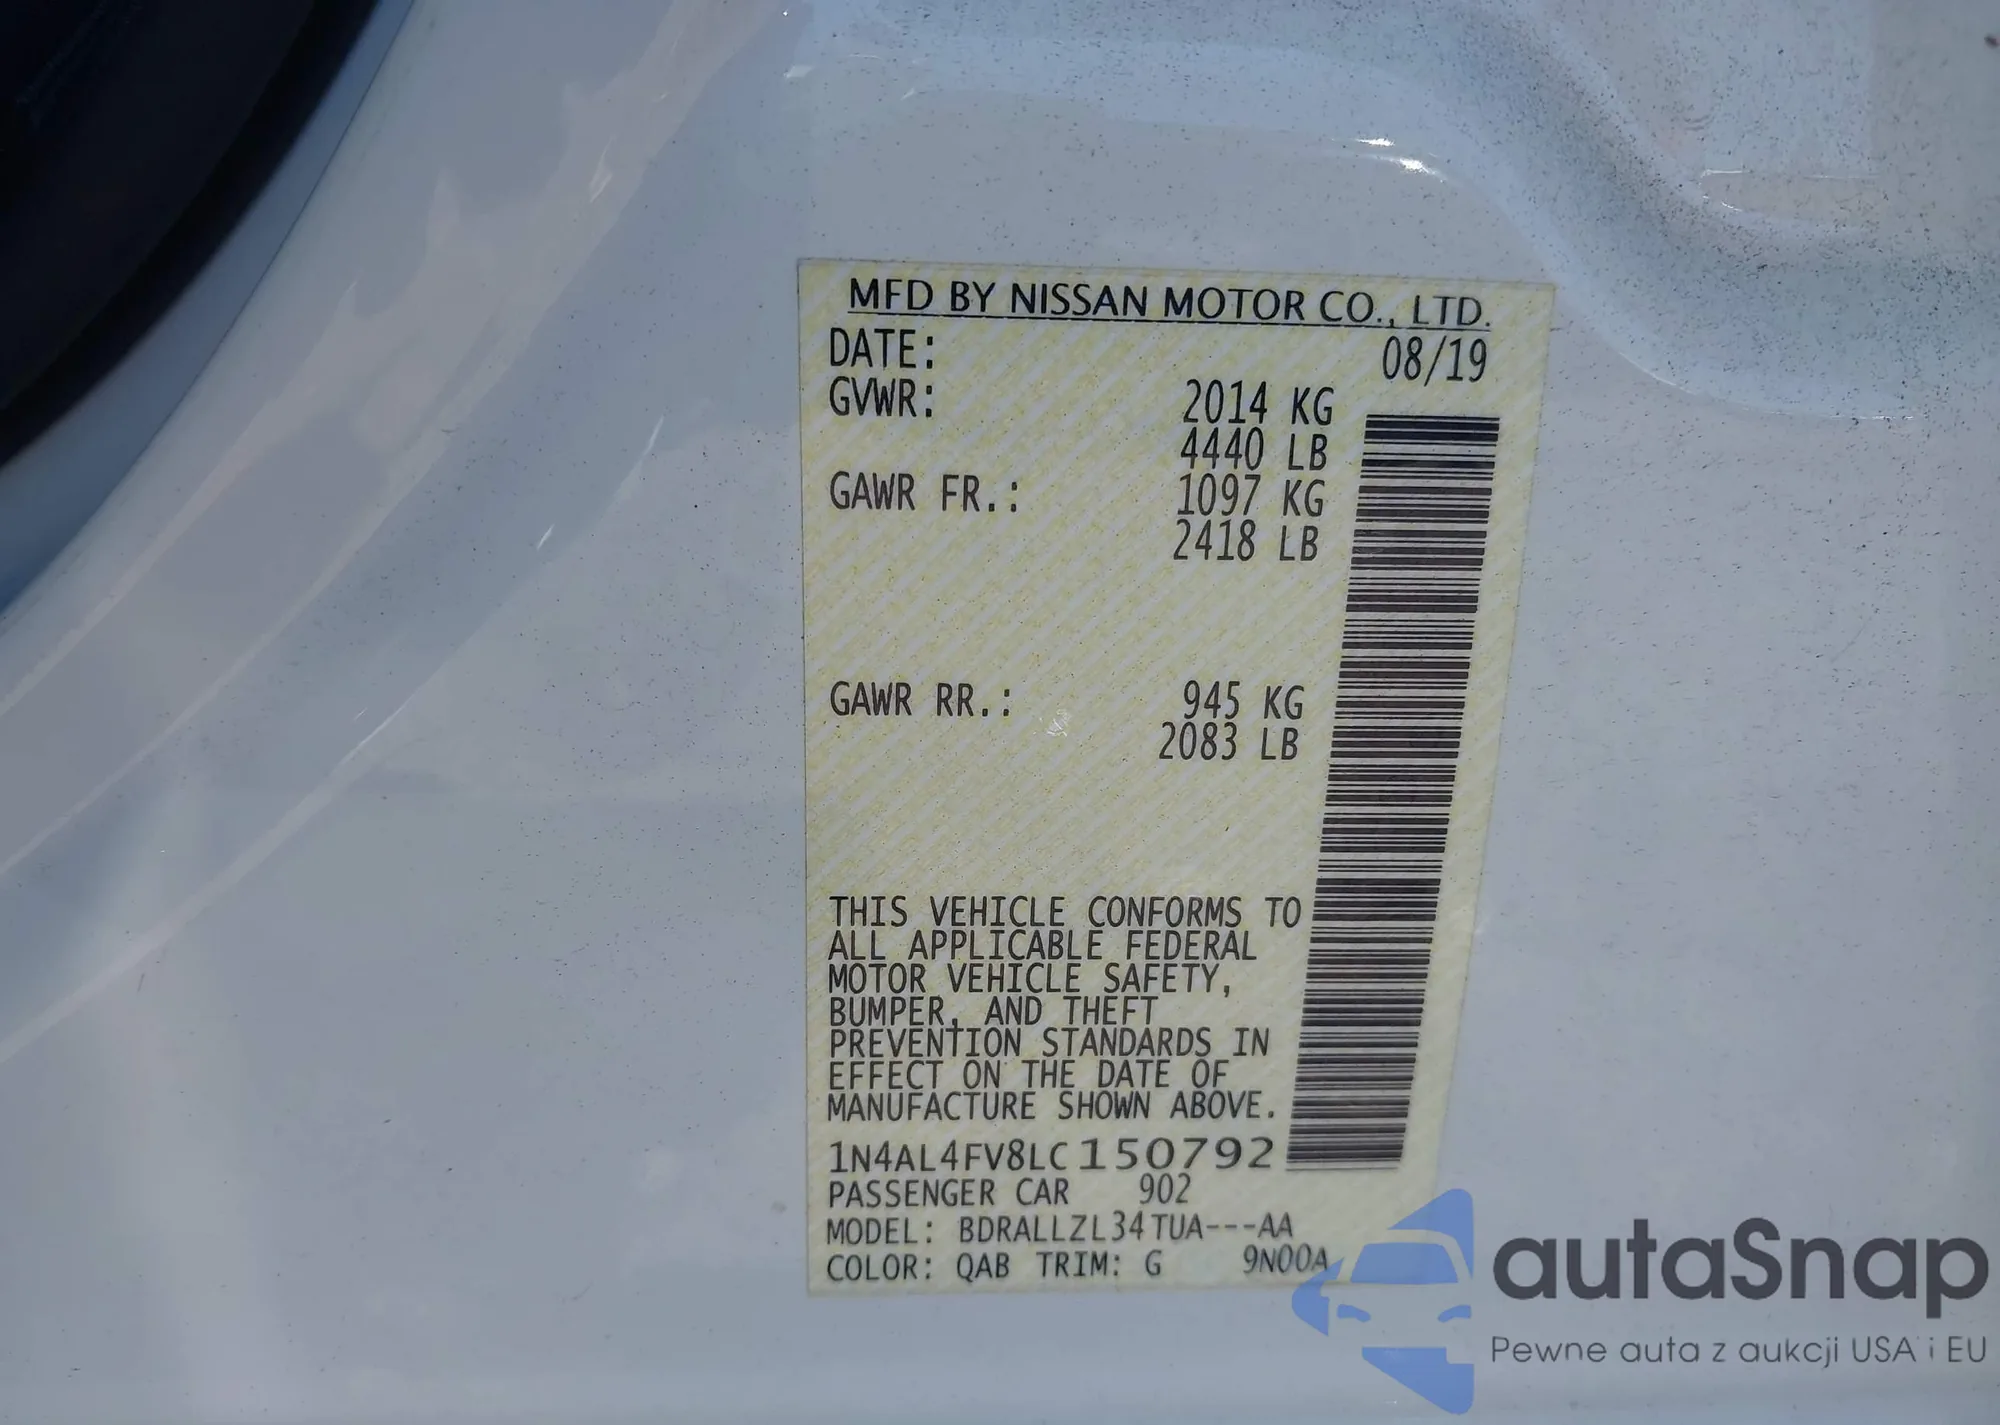 MFD BY NISSAN MOTOR CO., LTD.
DATE: 08/19
GVWR: 2014 KG
4440 LB
GAWR FR.: 1097 KG
2418 LB
GAWR RR.: 945 KG
2083 LB
THIS VEHICLE CONFORMS TO
ALL APPLICABLE FEDERAL
MOTOR VEHICLE SAFETY,
BUMPER, AND THEFT
PREVENTION STANDARDS IN
EFFECT ON THE DATE OF
MANUFACTURE SHOWN ABOVE.
1N4AL4FV8LC150792
PASSENGER CAR 902
MODEL: BDRALLZL34TUA---AA
COLOR: QAB TRIM: G 9N00A
autaSnap
Pewne auta z aukcji USA i EU